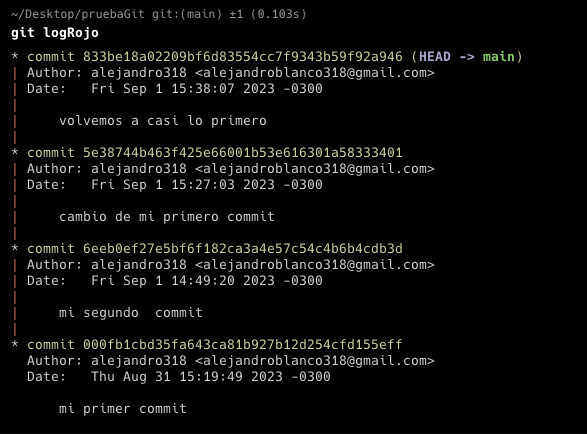 ~/Desktop/pruebaGit git:(main) ±1 (0.103s)
git logRojo
* commit 833be18a02209bf6d83554cc7f9343b59f92a946 (HEAD -> main)
| Author: alejandro318 <alejandroblanco318@gmail.com>
| Date:   Fri Sep 1 15:38:07 2023 -0300
|
|     volvemos a casi lo primero
|
* commit 5e38744b463f425e66001b53e616301a58333401
| Author: alejandro318 <alejandroblanco318@gmail.com>
| Date:   Fri Sep 1 15:27:03 2023 -0300
|
|     cambio de mi primero commit
|
* commit 6eeb0ef27e5bf6f182ca3a4e57c54c4b6b4cdb3d
| Author: alejandro318 <alejandroblanco318@gmail.com>
| Date:   Fri Sep 1 14:49:20 2023 -0300
|
|     mi segundo  commit
|
* commit 000fb1cbd35fa643ca81b927b12d254cfd155eff
  Author: alejandro318 <alejandroblanco318@gmail.com>
  Date:   Thu Aug 31 15:19:49 2023 -0300

      mi primer commit